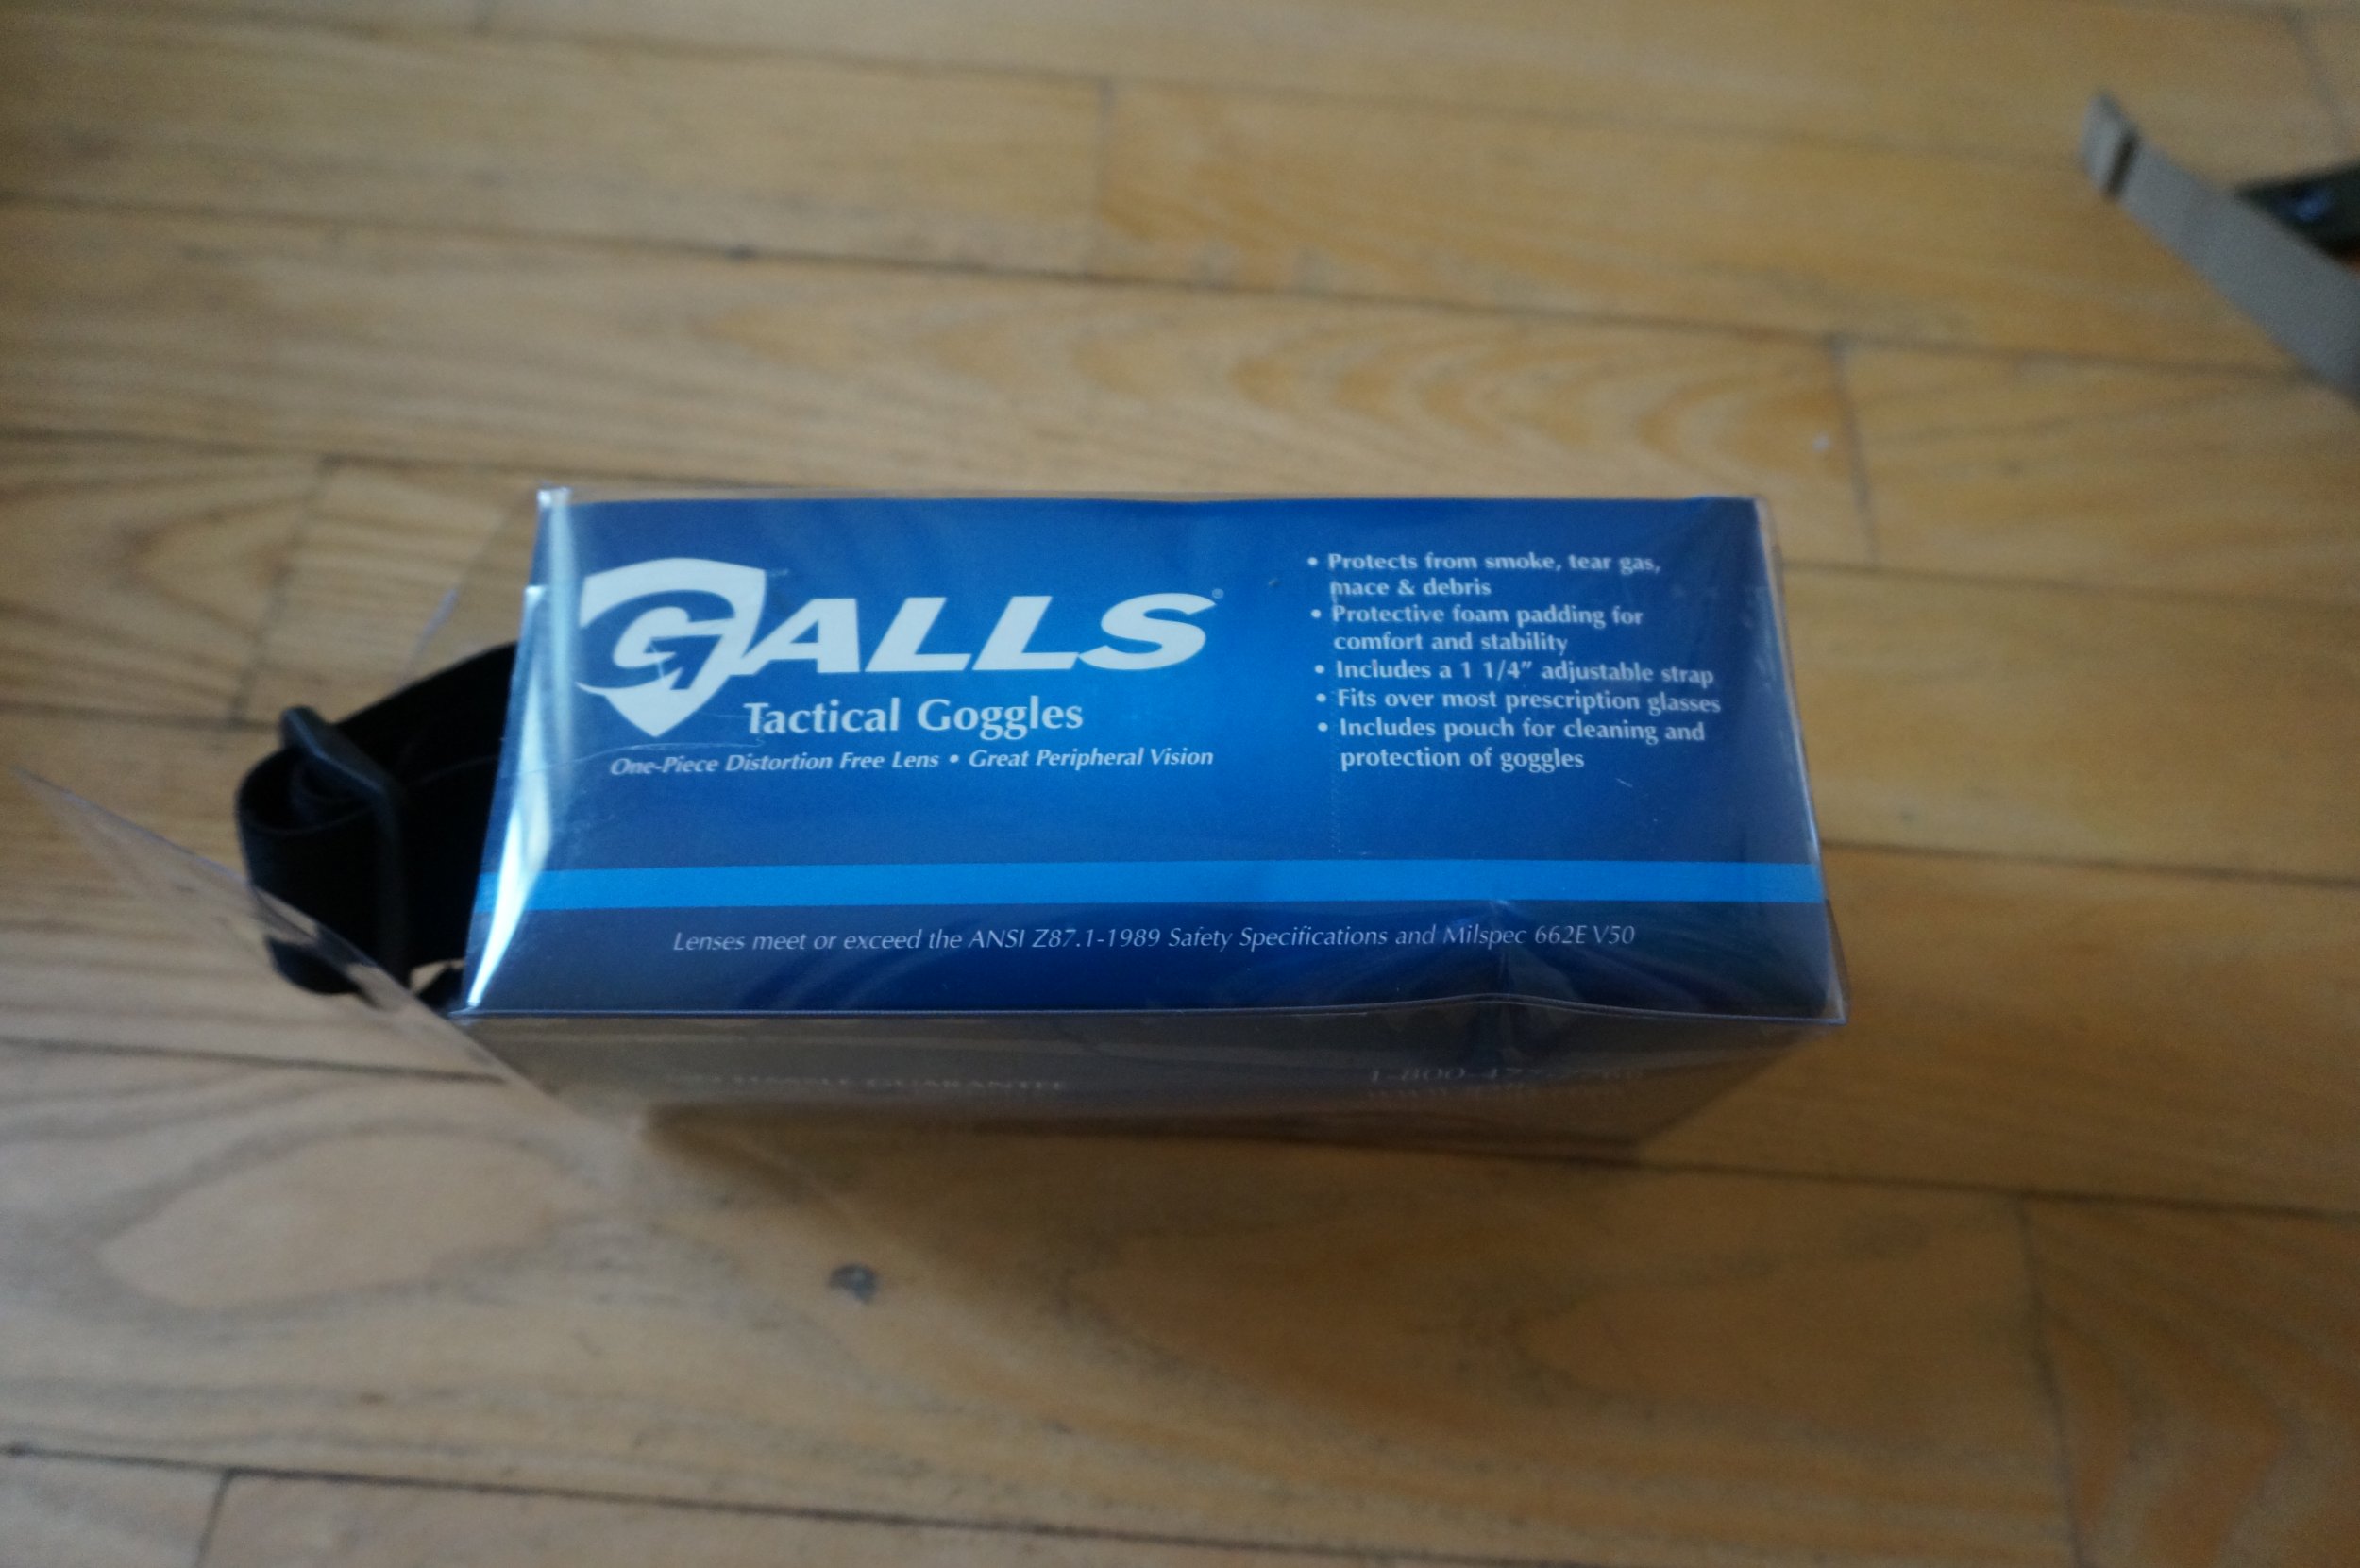 GALLS®
Tactical Goggles
One-Piece Distortion Free Lens • Great Peripheral Vision
• Protects from smoke, tear gas,
mace & debris
• Protective foam padding for
comfort and stability
• Includes a 1 1/4" adjustable strap
• Fits over most prescription glasses
• Includes pouch for cleaning and
protection of goggles
Lenses meet or exceed the ANSI Z87.1-1989 Safety Specifications and Milspec 662E V50
GUARANTEE
1-800-